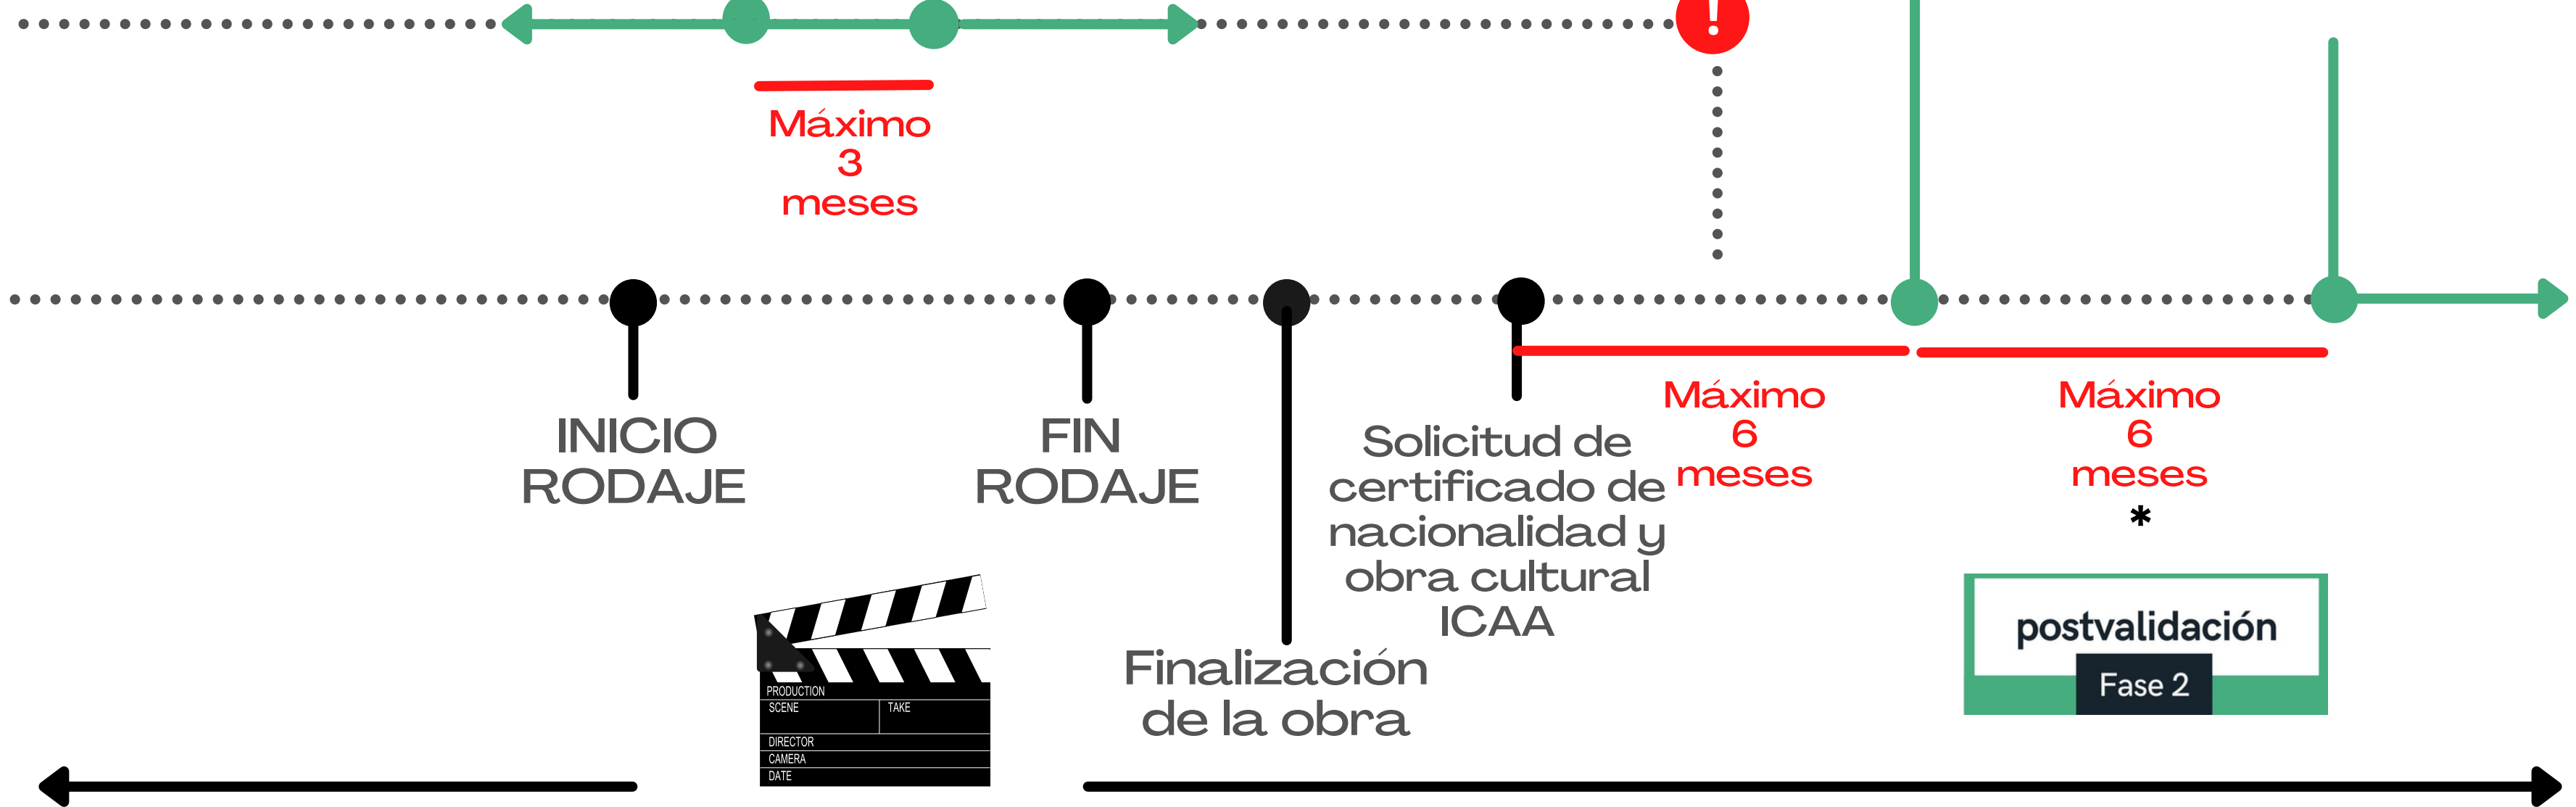 !
Máximo
3
meses
INICIO
RODAJE
FIN
RODAJE
Finalización
de la obra
Solicitud de
certificado de
nacionalidad y
obra cultural
ICAA
Máximo
6
meses
Máximo
6
meses
*
postvalidación
Fase 2
PRODUCTION
SCENE
TAKE
DIRECTOR
CAMERA
DATE